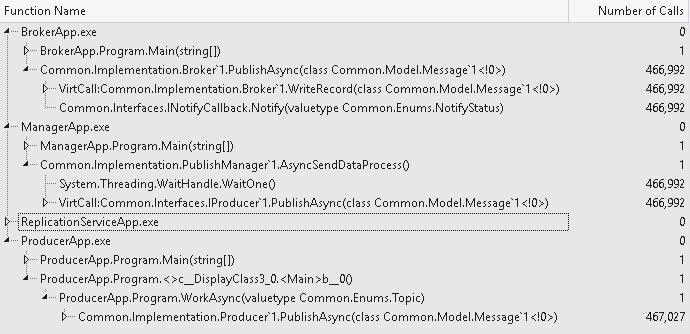 Function Name Number of Calls
BrokerApp.exe 0
BrokerApp.Program.Main(string[]) 1
Common.Implementation.Broker`1.PublishAsync(class Common.Model.Message`1<!0>) 466,992
VirtCall:Common.Implementation.Broker`1.WriteRecord(class Common.Model.Message`1<!0>) 466,992
Common.Interfaces.INotifyCallback.Notify(valuetype Common.Enums.NotifyStatus) 466,992
ManagerApp.exe 0
ManagerApp.Program.Main(string[]) 1
Common.Implementation.PublishManager`1.AsyncSendDataProcess() 1
System.Threading.WaitHandle.WaitOne() 466,992
VirtCall:Common.Interfaces.IProducer`1.PublishAsync(class Common.Model.Message`1<!0>) 466,992
ReplicationServiceApp.exe 0
ProducerApp.exe 0
ProducerApp.Program.Main(string[]) 1
ProducerApp.Program.<>c__DisplayClass3_0.<Main>b__0() 1
ProducerApp.Program.WorkAsync(valuetype Common.Enums.Topic) 1
Common.Implementation.Producer`1.PublishAsync(class Common.Model.Message`1<!0>) 467,027